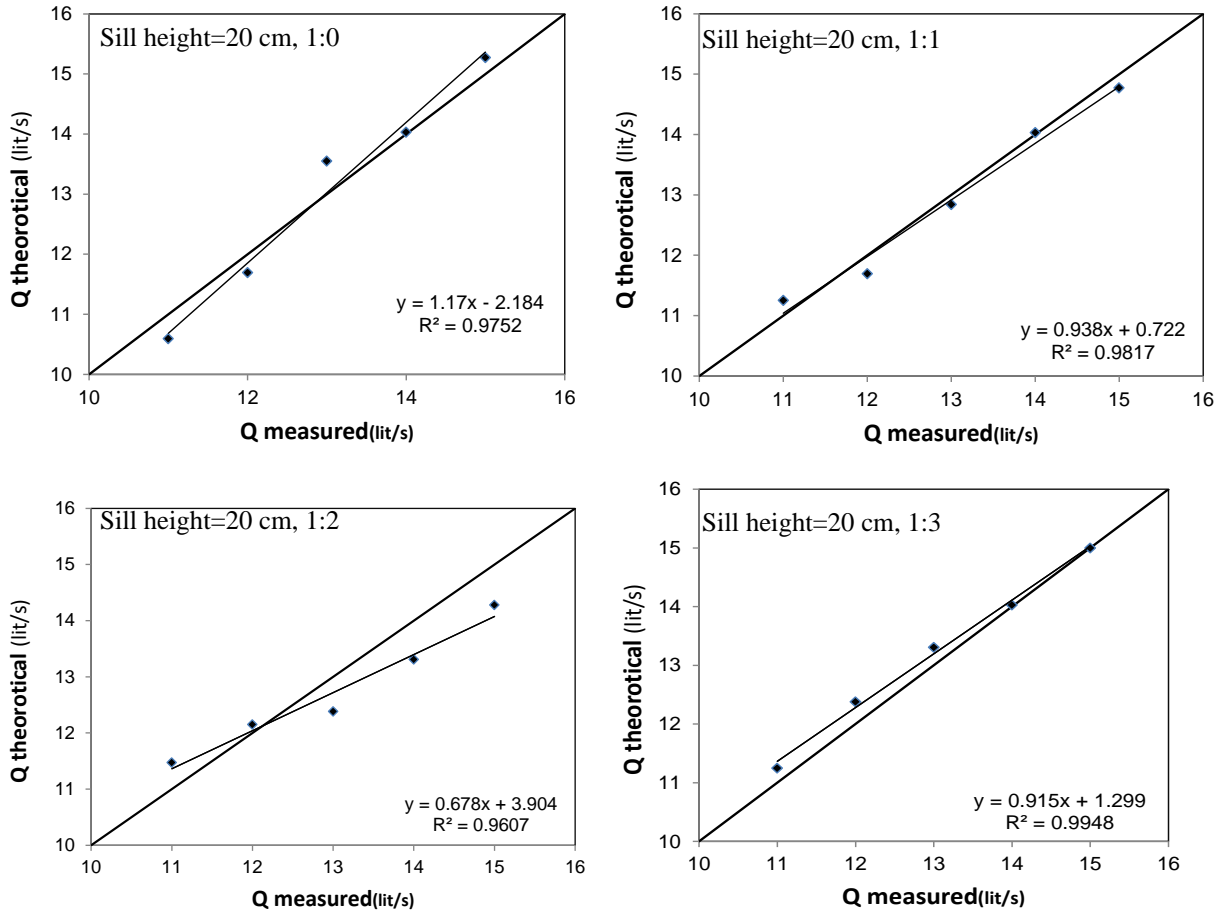 Sill height=20 cm, 1:0
16
15
14
13
12
11
10
Q theorotical (lit/s)
y = 1.17x - 2.184
R² = 0.9752
10 12 14 16
Q measured(lit/s)
Sill height=20 cm, 1:1
16
15
14
13
12
11
10
Q theorotical (lit/s)
y = 0.938x + 0.722
R² = 0.9817
10 11 12 13 14 15 16
Q measured(lit/s)
Sill height=20 cm, 1:2
16
15
14
13
12
11
10
Q theorotical (lit/s)
y = 0.678x + 3.904
R² = 0.9607
10 11 12 13 14 15 16
Q measured(lit/s)
Sill height=20 cm, 1:3
16
15
14
13
12
11
10
Q theorotical (lit/s)
y = 0.915x + 1.299
R² = 0.9948
10 11 12 13 14 15 16
Q measured(lit/s)